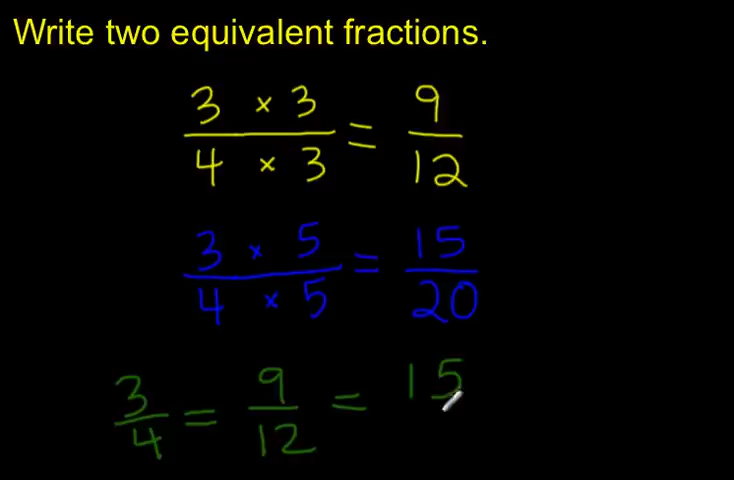 Write two equivalent fractions.
3 × 3 / 4 × 3 = 9 / 12
3 × 5 / 4 × 5 = 15 / 20
3 / 4 = 9 / 12 = 15